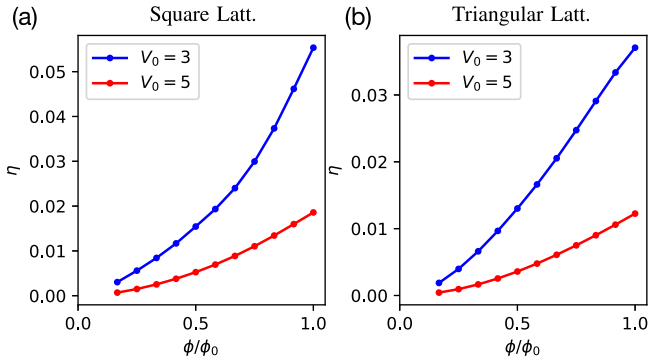 (a) Square Latt.
V₀ = 3
V₀ = 5
0.05
0.04
0.03
0.02
0.01
0.00
η
0.0 0.5 1.0
ϕ/ϕ₀
(b) Triangular Latt.
V₀ = 3
V₀ = 5
0.03
0.02
0.01
0.00
η
0.0 0.5 1.0
ϕ/ϕ₀